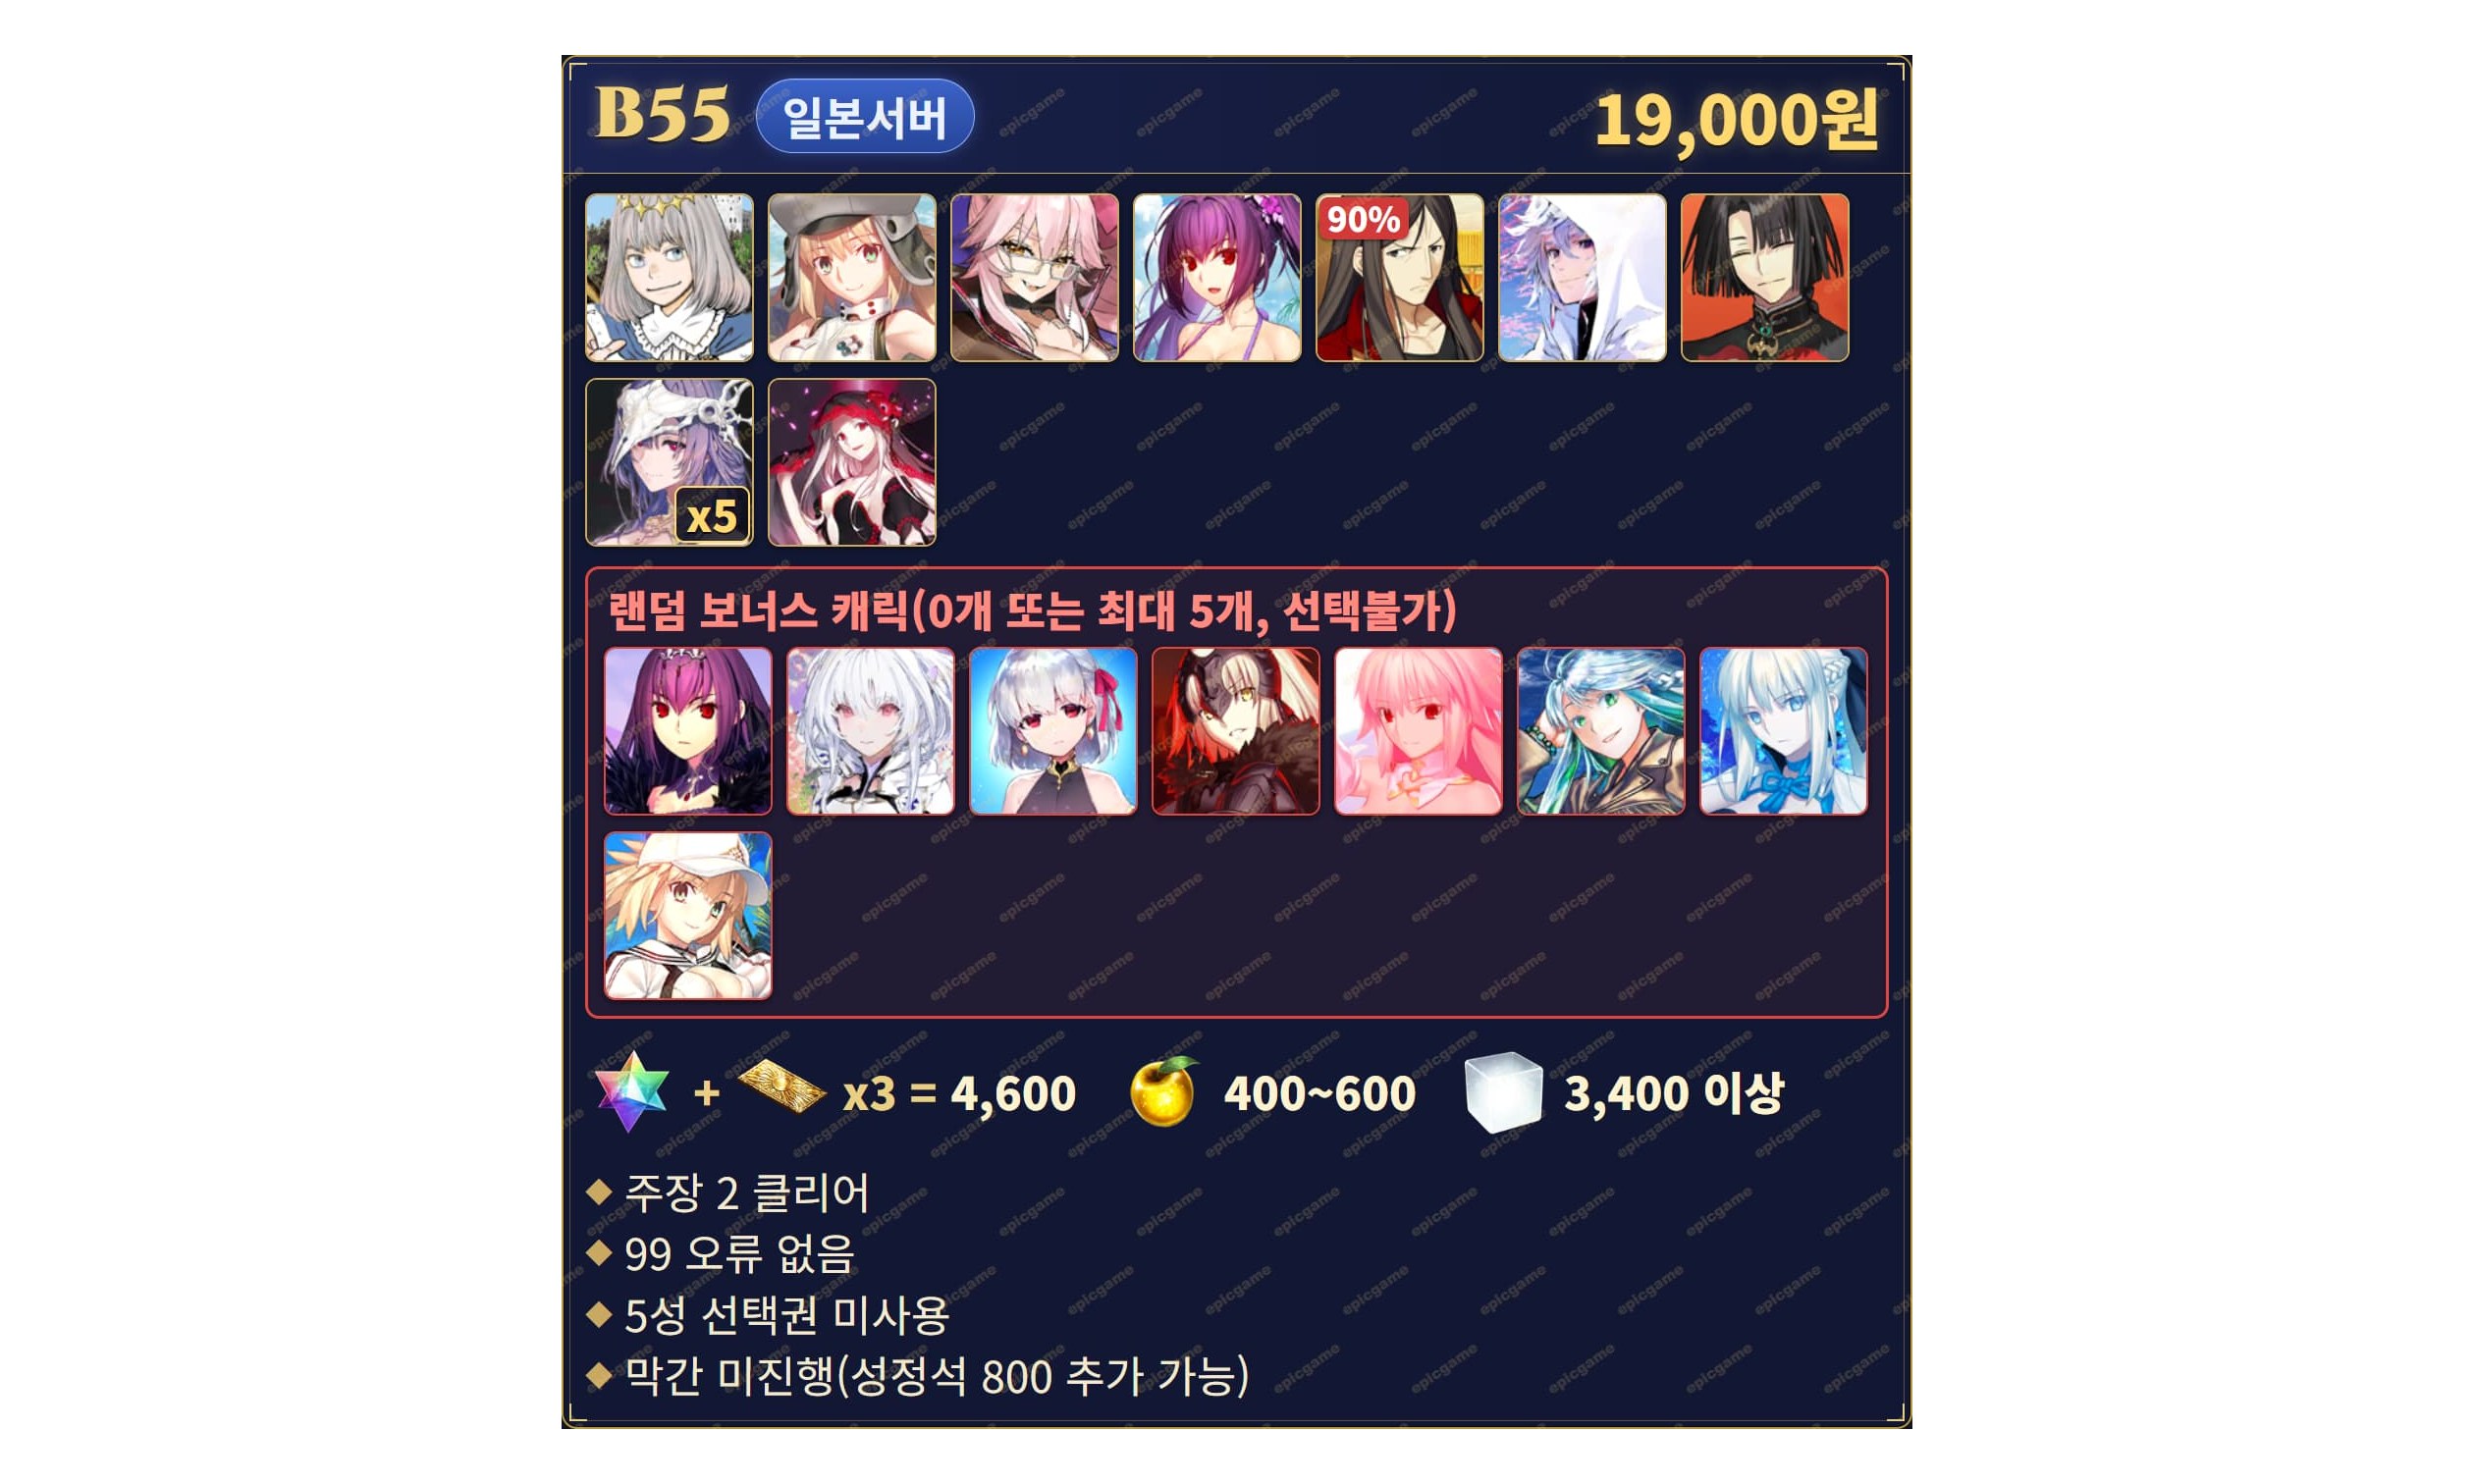 B55 일본서버 19,000원
90%
x5
랜덤 보너스 캐릭(0개 또는 최대 5개, 선택불가)
+ x3 = 4,600 400~600 3,400 이상
주장 2 클리어
99 오류 없음
5성 선택권 미사용
막간 미진행(성정석 800 추가 가능)
epicgame